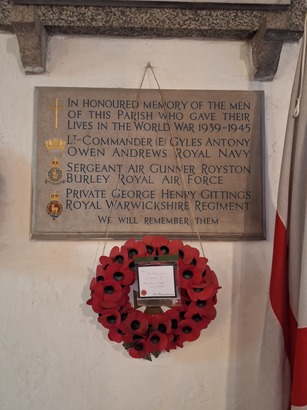 IN HONOURED MEMORY OF THE MEN
OF THIS PARISH WHO GAVE THEIR
LIVES IN THE WORLD WAR 1939-1945
LT-COMMANDER (E) GYLES ANTONY
OWEN ANDREWS ROYAL NAVY
SERGEANT AIR GUNNER ROYSTON
BURLEY ROYAL AIR FORCE
PRIVATE GEORGE HENRY GITTINGS
ROYAL WARWICKSHIRE REGIMENT
WE WILL REMEMBER THEM